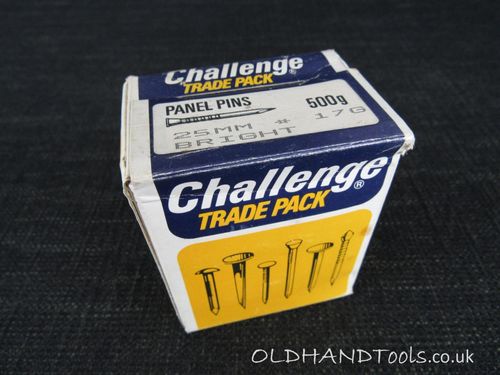 Challenge®
TRADE PACK
PANEL PINS 500g
25MM # 17G
BRIGHT
Challenge®
TRADE PACK
OLDHANDTools.co.uk